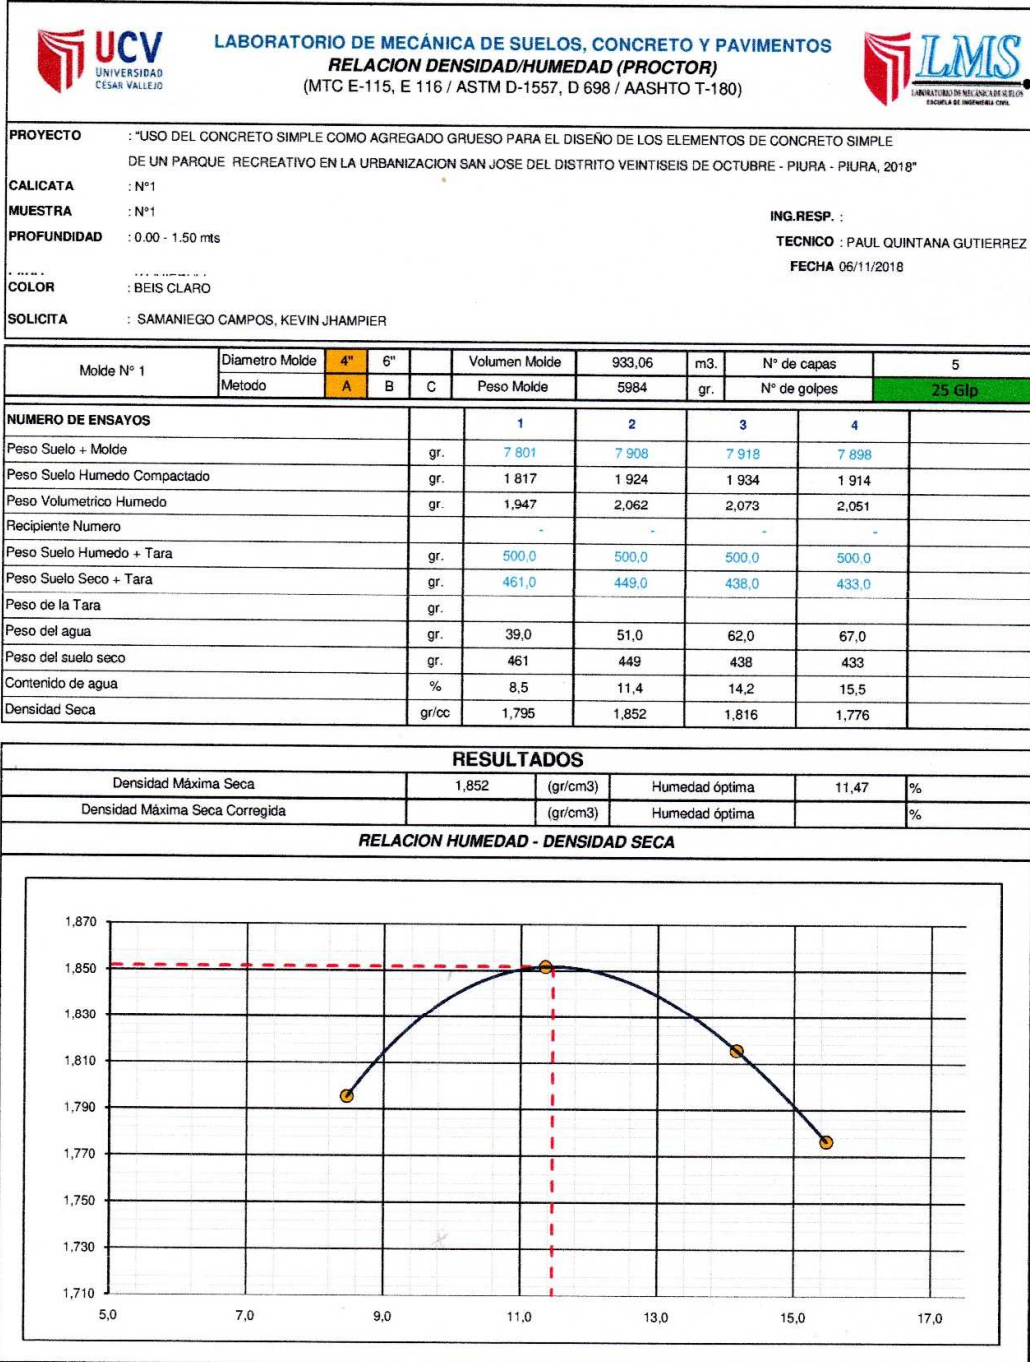 UCV
UNIVERSIDAD
CÉSAR VALLEJO
LABORATORIO DE MECÁNICA DE SUELOS, CONCRETO Y PAVIMENTOS
RELACION DENSIDAD/HUMEDAD (PROCTOR)
(MTC E-115, E 116 / ASTM D-1557, D 698 / AASHTO T-180)
LMS
LABORATORIO DE MECÁNICA DE SUELOS
ESCUELA DE INGENIERÍA CIVIL
PROYECTO : "USO DEL CONCRETO SIMPLE COMO AGREGADO GRUESO PARA EL DISEÑO DE LOS ELEMENTOS DE CONCRETO SIMPLE
DE UN PARQUE RECREATIVO EN LA URBANIZACION SAN JOSE DEL DISTRITO VEINTISEIS DE OCTUBRE - PIURA - PIURA, 2018"
CALICATA : N°1
MUESTRA : N°1
ING.RESP. :
PROFUNDIDAD : 0.00 - 1.50 mts
TECNICO : PAUL QUINTANA GUTIERREZ
FECHA 06/11/2018
COLOR : BEIS CLARO
SOLICITA : SAMANIEGO CAMPOS, KEVIN JHAMPIER
Molde N° 1
Diametro Molde 4" 6" Volumen Molde 933,06 m3. N° de capas 5
Metodo A B C Peso Molde 5984 gr. N° de golpes 25 Glp
NUMERO DE ENSAYOS 1 2 3 4
Peso Suelo + Molde gr. 7 801 7 908 7 918 7 898
Peso Suelo Humedo Compactado gr. 1 817 1 924 1 934 1 914
Peso Volumetrico Humedo gr. 1,947 2,062 2,073 2,051
Recipiente Numero - - - -
Peso Suelo Humedo + Tara gr. 500,0 500,0 500,0 500,0
Peso Suelo Seco + Tara gr. 461,0 449,0 438,0 433,0
Peso de la Tara gr.
Peso del agua gr. 39,0 51,0 62,0 67,0
Peso del suelo seco gr. 461 449 438 433
Contenido de agua % 8,5 11,4 14,2 15,5
Densidad Seca gr/cc 1,795 1,852 1,816 1,776
RESULTADOS
Densidad Máxima Seca 1,852 (gr/cm3) Humedad óptima 11,47 %
Densidad Máxima Seca Corregida (gr/cm3) Humedad óptima %
RELACION HUMEDAD - DENSIDAD SECA
1,870
1,850
1,830
1,810
1,790
1,770
1,750
1,730
1,710
5,0 7,0 9,0 11,0 13,0 15,0 17,0